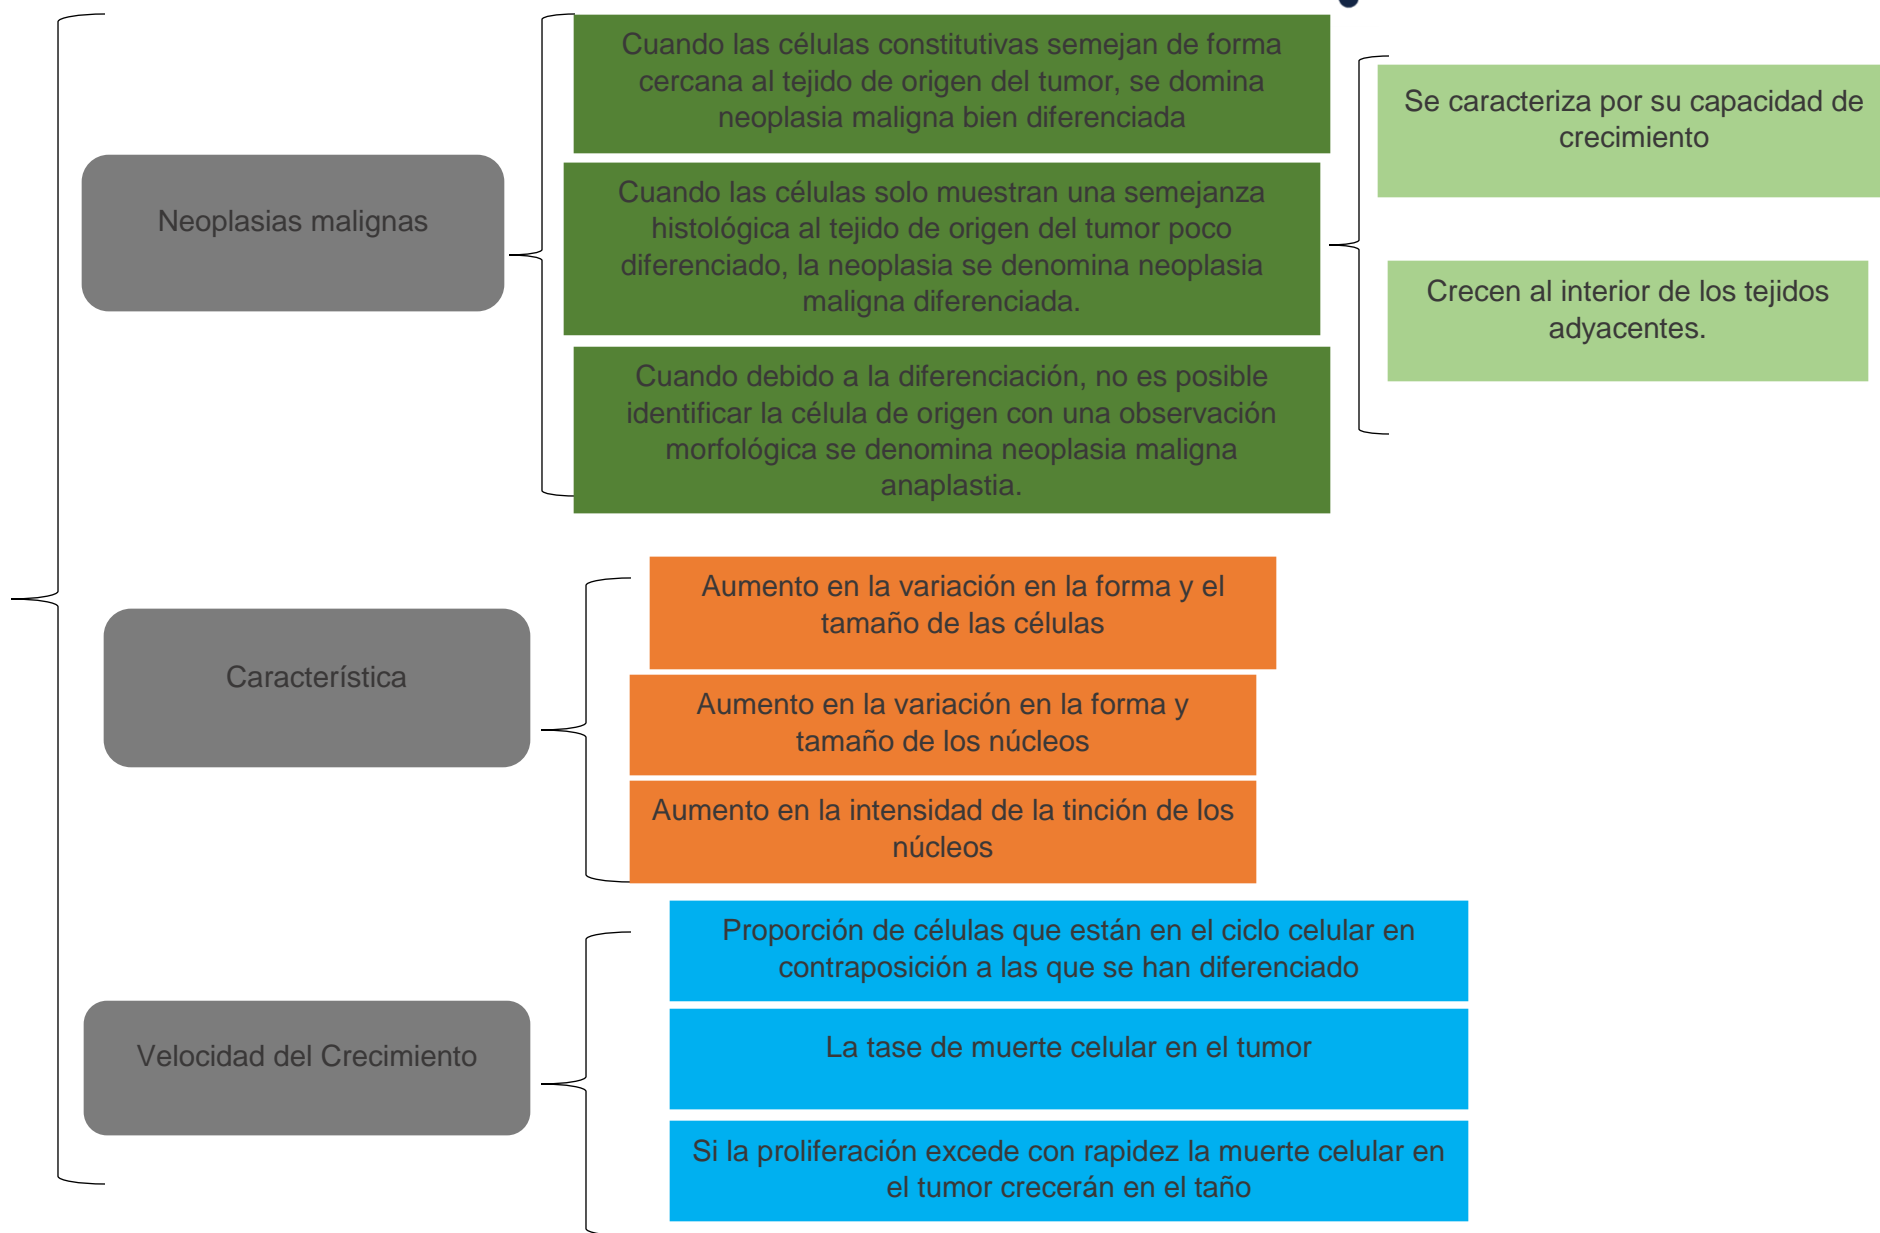 Neoplasias malignas
Cuando las células constitutivas semejan de forma
cercana al tejido de origen del tumor, se domina
neoplasia maligna bien diferenciada
Cuando las células solo muestran una semejanza
histológica al tejido de origen del tumor poco
diferenciado, la neoplasia se denomina neoplasia
maligna diferenciada.
Cuando debido a la diferenciación, no es posible
identificar la célula de origen con una observación
morfológica se denomina neoplasia maligna
anaplastia.
Se caracteriza por su capacidad de
crecimiento
Crecen al interior de los tejidos
adyacentes.
Característica
Aumento en la variación en la forma y el
tamaño de las células
Aumento en la variación en la forma y
tamaño de los núcleos
Aumento en la intensidad de la tinción de los
núcleos
Velocidad del Crecimiento
Proporción de células que están en el ciclo celular en
contraposición a las que se han diferenciado
La tase de muerte celular en el tumor
Si la proliferación excede con rapidez la muerte celular en
el tumor crecerán en el taño